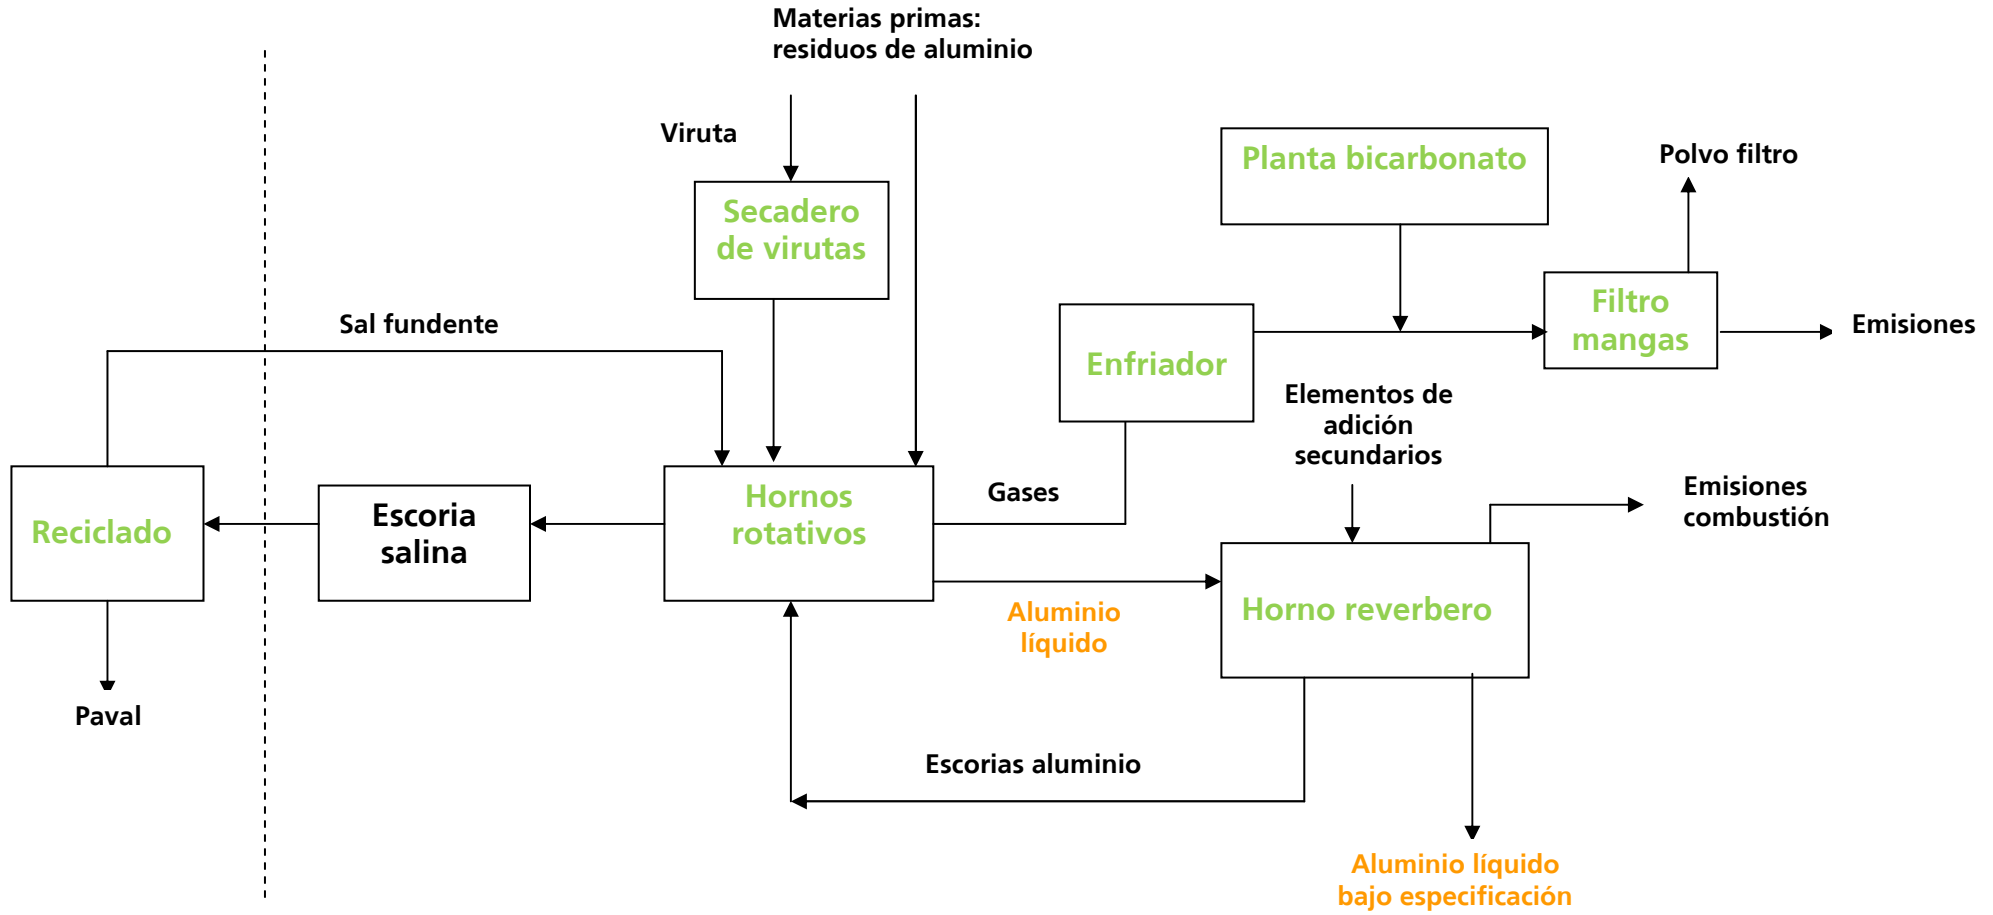 Materias primas:
residuos de aluminio
Viruta
Planta bicarbonato
Polvo filtro
Secadero
de virutas
Sal fundente
Filtro
mangas
Emisiones
Enfriador
Elementos de
adición
secundarios
Hornos
rotativos
Gases
Emisiones
combustión
Escoria
salina
Reciclado
Aluminio
líquido
Horno reverbero
Paval
Escorias aluminio
Aluminio líquido
bajo especificación